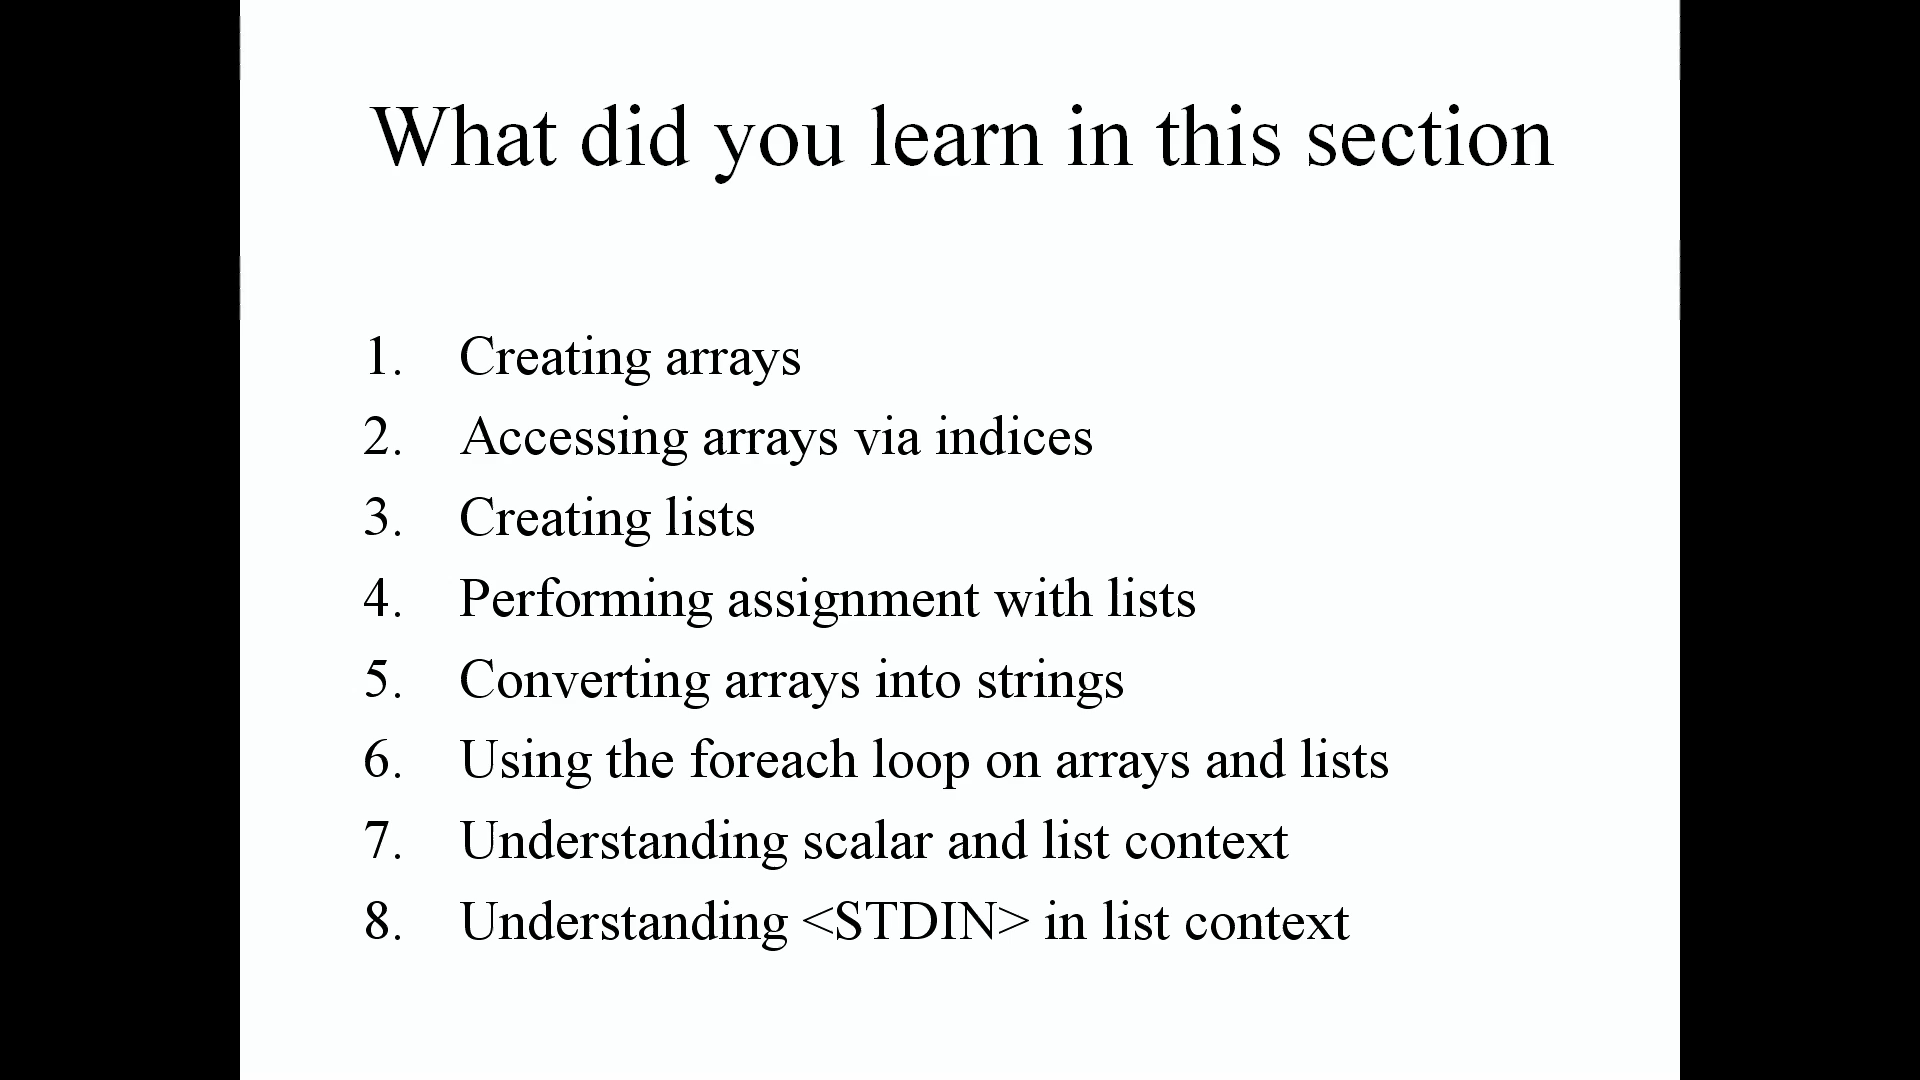 What did you learn in this section
1. Creating arrays
2. Accessing arrays via indices
3. Creating lists
4. Performing assignment with lists
5. Converting arrays into strings
6. Using the foreach loop on arrays and lists
7. Understanding scalar and list context
8. Understanding <STDIN> in list context